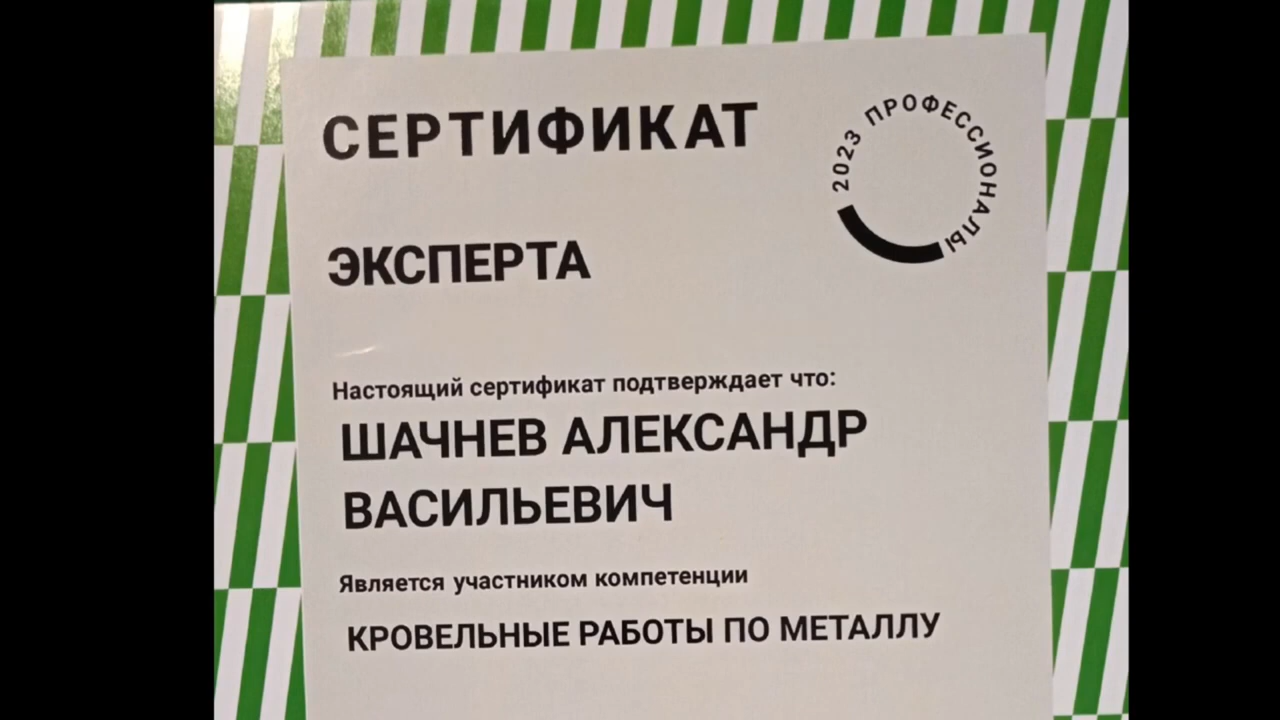 СЕРТИФИКАТ
2023 ПРОФЕССИОНАЛЫ
ЭКСПЕРТА
Настоящий сертификат подтверждает что:
ШАЧНЕВ АЛЕКСАНДР
ВАСИЛЬЕВИЧ
Является участником компетенции
КРОВЕЛЬНЫЕ РАБОТЫ ПО МЕТАЛЛУ